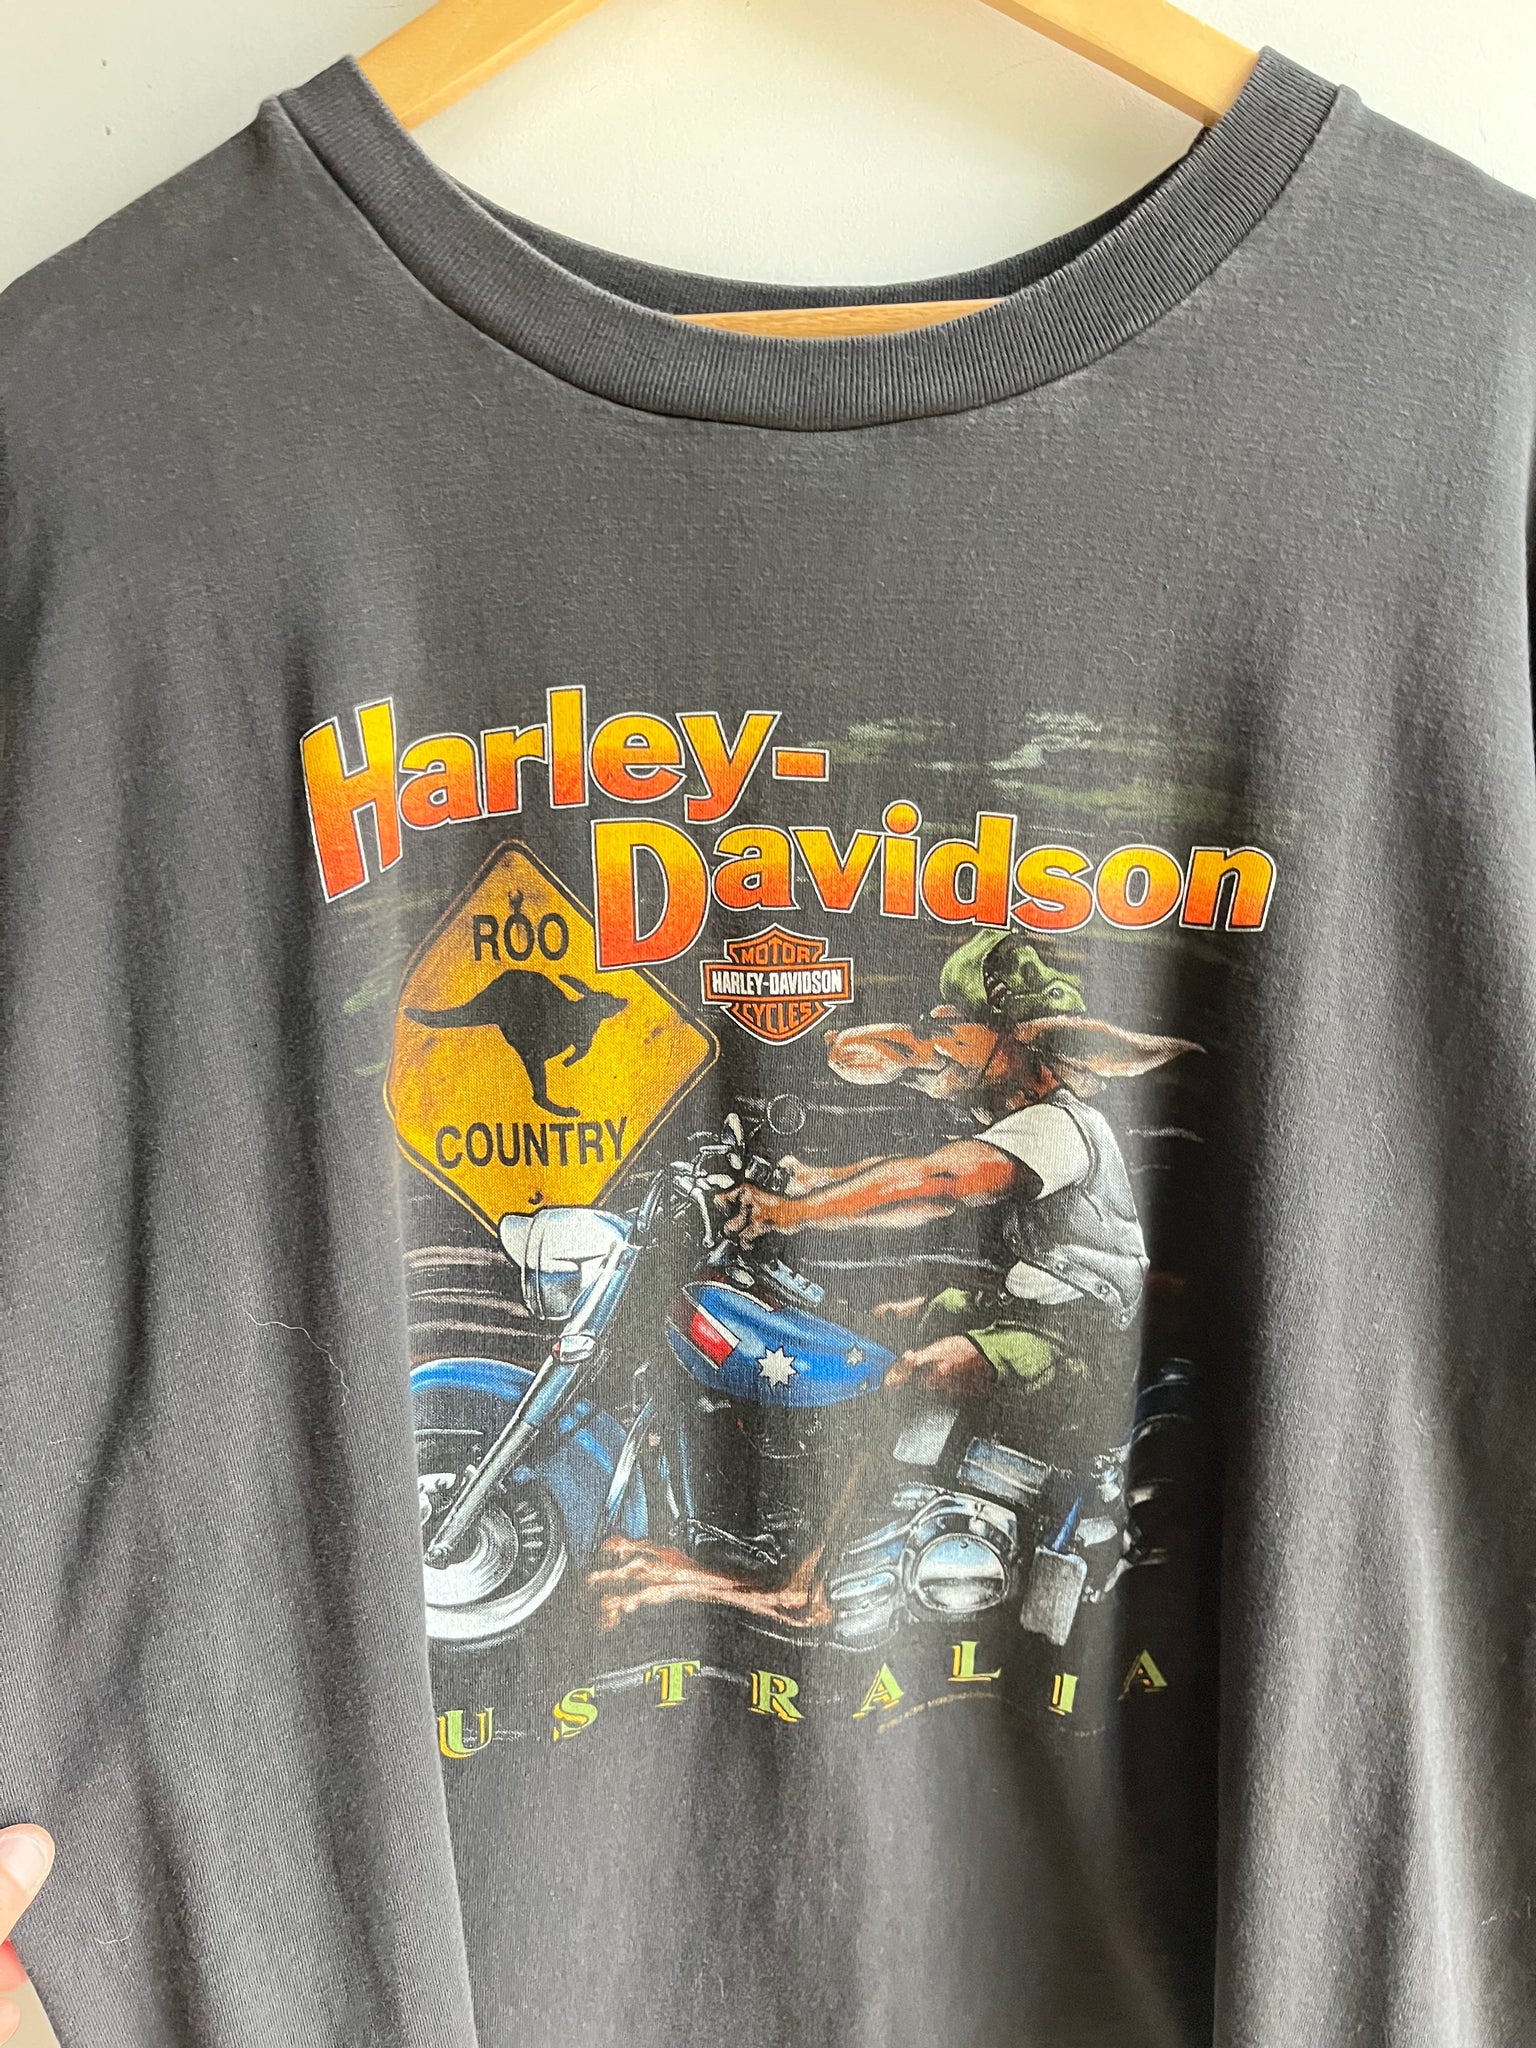 Harley-
Davidson
ROO
COUNTRY
MOTOR
HARLEY-DAVIDSON
CYCLES
USTRALIA